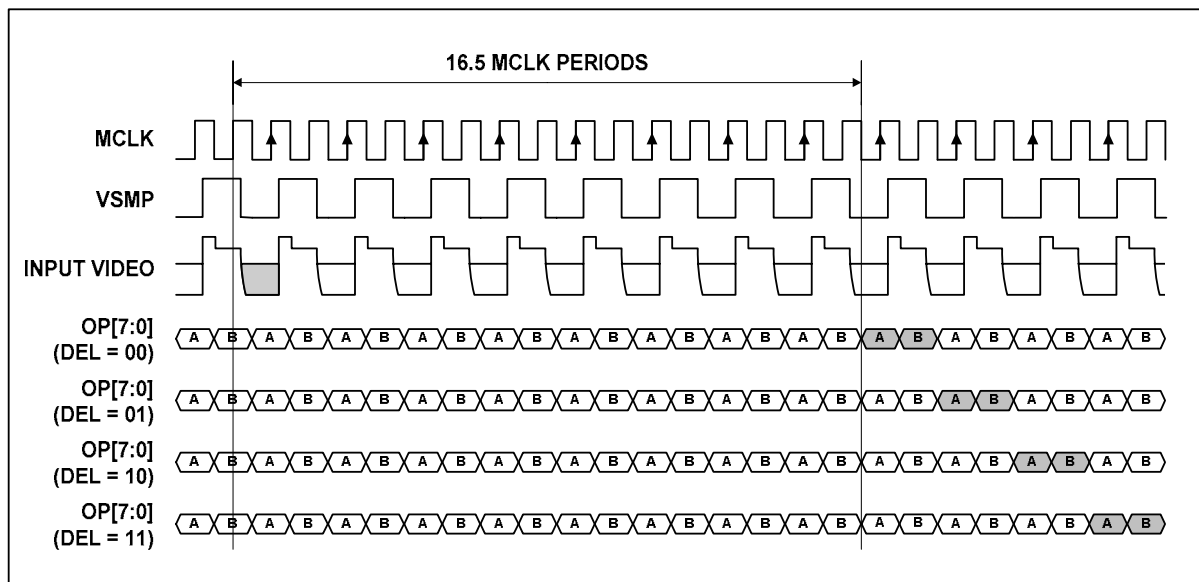 16.5 MCLK PERIODS
MCLK
VSMP
INPUT VIDEO
OP[7:0]
(DEL = 00)
A B A B A B A B A B A B A B A B A B A B A B A B A B
OP[7:0]
(DEL = 01)
A B A B A B A B A B A B A B A B A B A B A B A B A B
OP[7:0]
(DEL = 10)
A B A B A B A B A B A B A B A B A B A B A B A B A B
OP[7:0]
(DEL = 11)
A B A B A B A B A B A B A B A B A B A B A B A B A B